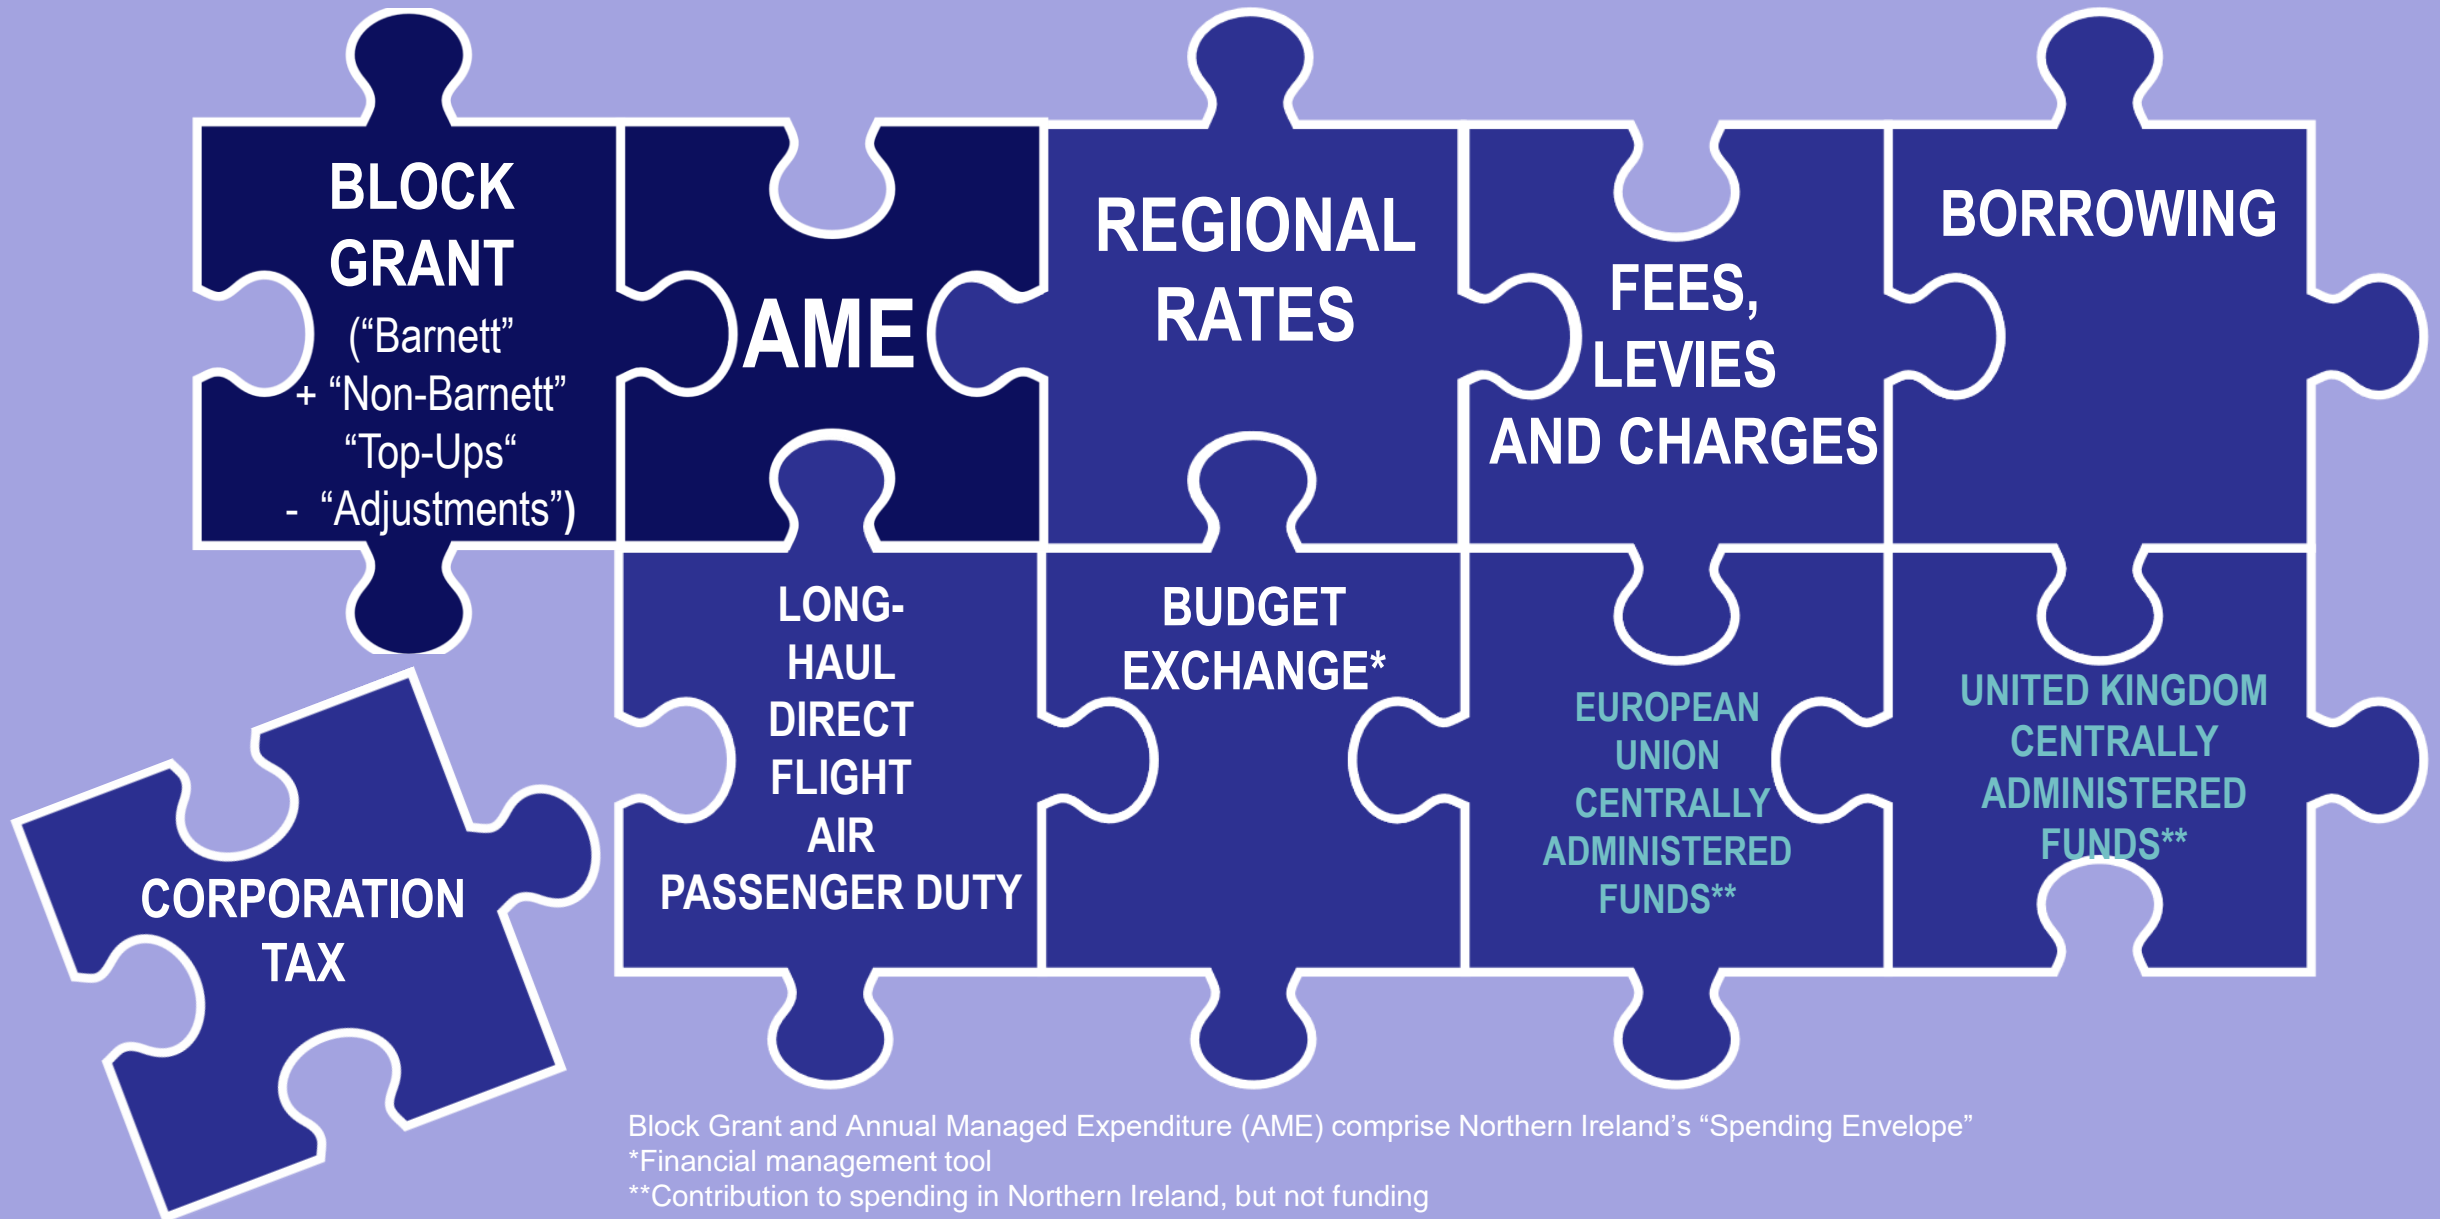 BLOCK
GRANT
(“Barnett”
+ “Non-Barnett”
“Top-Ups“
- “Adjustments”)
AME
REGIONAL
RATES
FEES,
LEVIES
AND CHARGES
BORROWING
LONG-
HAUL
DIRECT
FLIGHT
AIR
PASSENGER DUTY
BUDGET
EXCHANGE*
EUROPEAN
UNION
CENTRALLY
ADMINISTERED
FUNDS**
UNITED KINGDOM
CENTRALLY
ADMINISTERED
FUNDS**
CORPORATION
TAX
Block Grant and Annual Managed Expenditure (AME) comprise Northern Ireland’s “Spending Envelope”
*Financial management tool
**Contribution to spending in Northern Ireland, but not funding